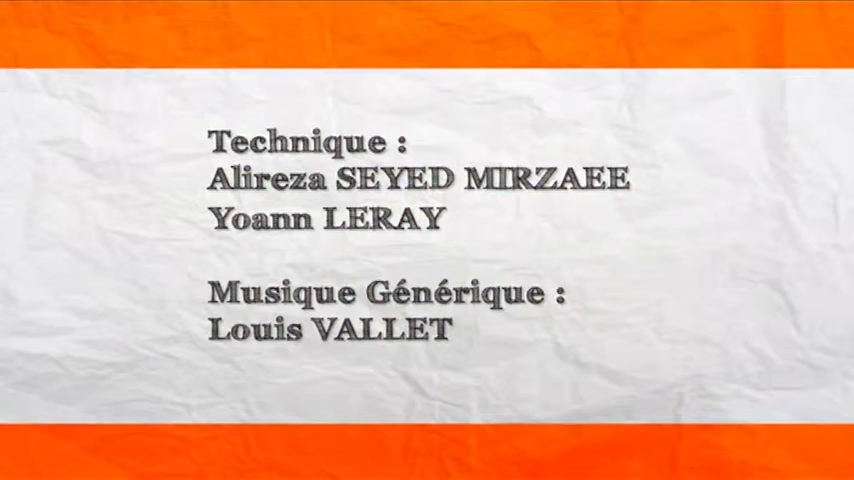 Technique :
Alireza SEYED MIRZAEE
Yoann LERAY
Musique Générique :
Louis VALLET